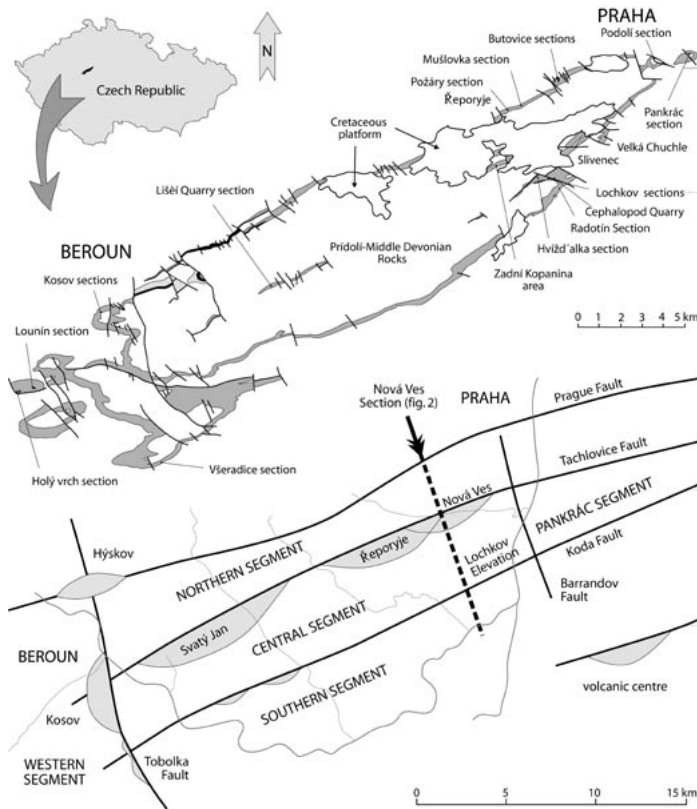 N
Czech Republic
PRAHA
Podolí section
Butovice sections
Mušlovka section
Požáry section
Řeporyje
Cretaceous
platform
Pankrác
section
Velká Chuchle
Slivenec
Lochkov sections
Cephalopod Quarry
Radotín Section
Hvížd´alka section
Zadní Kopanina
area
Lišèí Quarry section
Prídolí-Middle Devonian
Rocks
BEROUN
Kosov sections
Lounín section
Holý vrch section
Všeradice section
0 1 2 3 4 5 km
Nová Ves
Section (fig. 2)
PRAHA
Prague Fault
Tachlovice Fault
Nová Ves
PANKRÁC SEGMENT
Koda Fault
Lochkov
Elevation
Barrandov
Fault
Hýskov
NORTHERN SEGMENT
Řeporyje
Svatý Jan
CENTRAL SEGMENT
SOUTHERN SEGMENT
BEROUN
Kosov
WESTERN
SEGMENT
Tobolka
Fault
volcanic centre
0 5 10 15 km